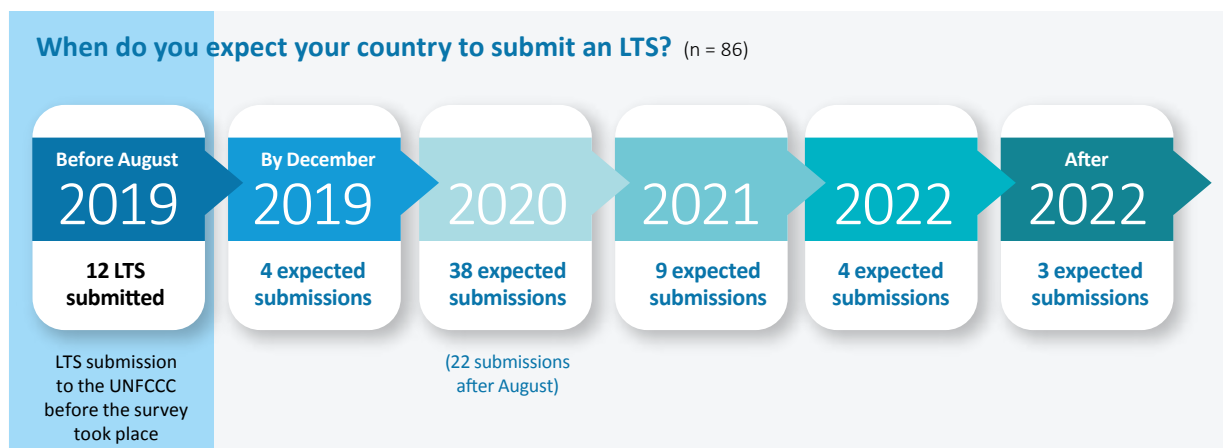 When do you expect your country to submit an LTS? (n = 86)
Before August
2019
12 LTS
submitted
LTS submission
to the UNFCCC
before the survey
took place
By December
2019
4 expected
submissions
2020
38 expected
submissions
(22 submissions
after August)
2021
9 expected
submissions
2022
4 expected
submissions
After
2022
3 expected
submissions